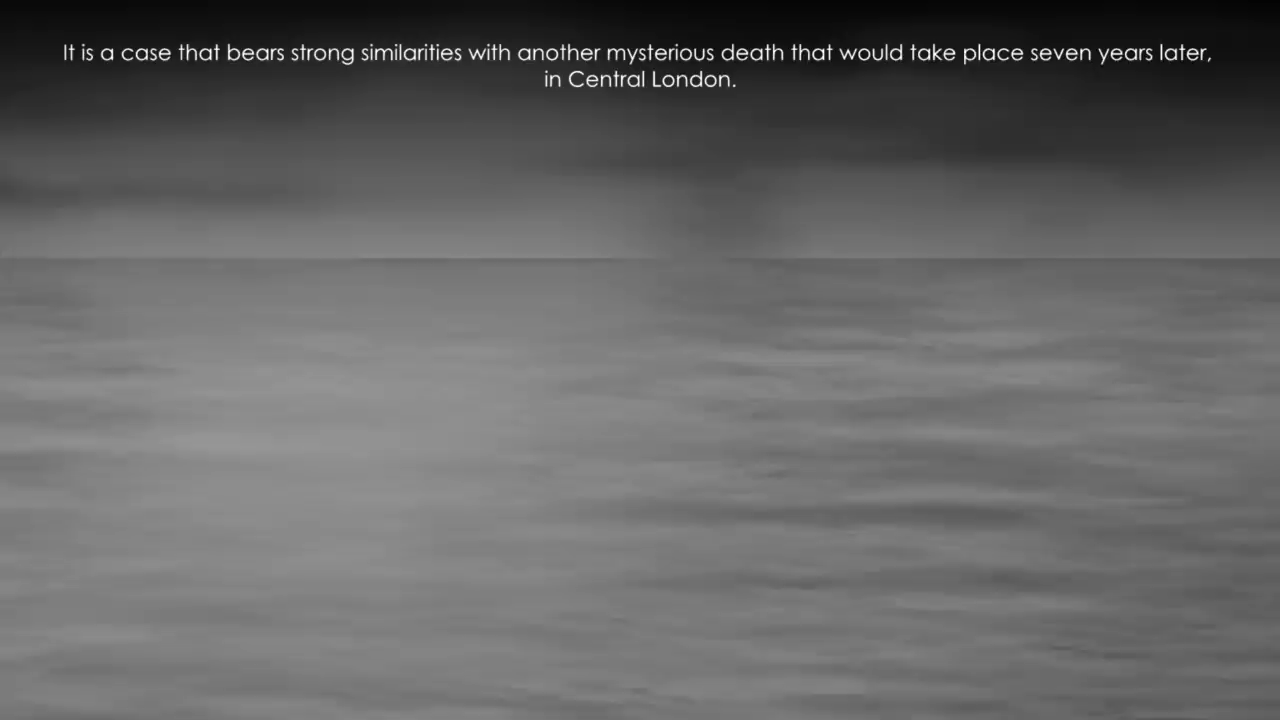 It is a case that bears strong similarities with another mysterious death that would take place seven years later,
in Central London.